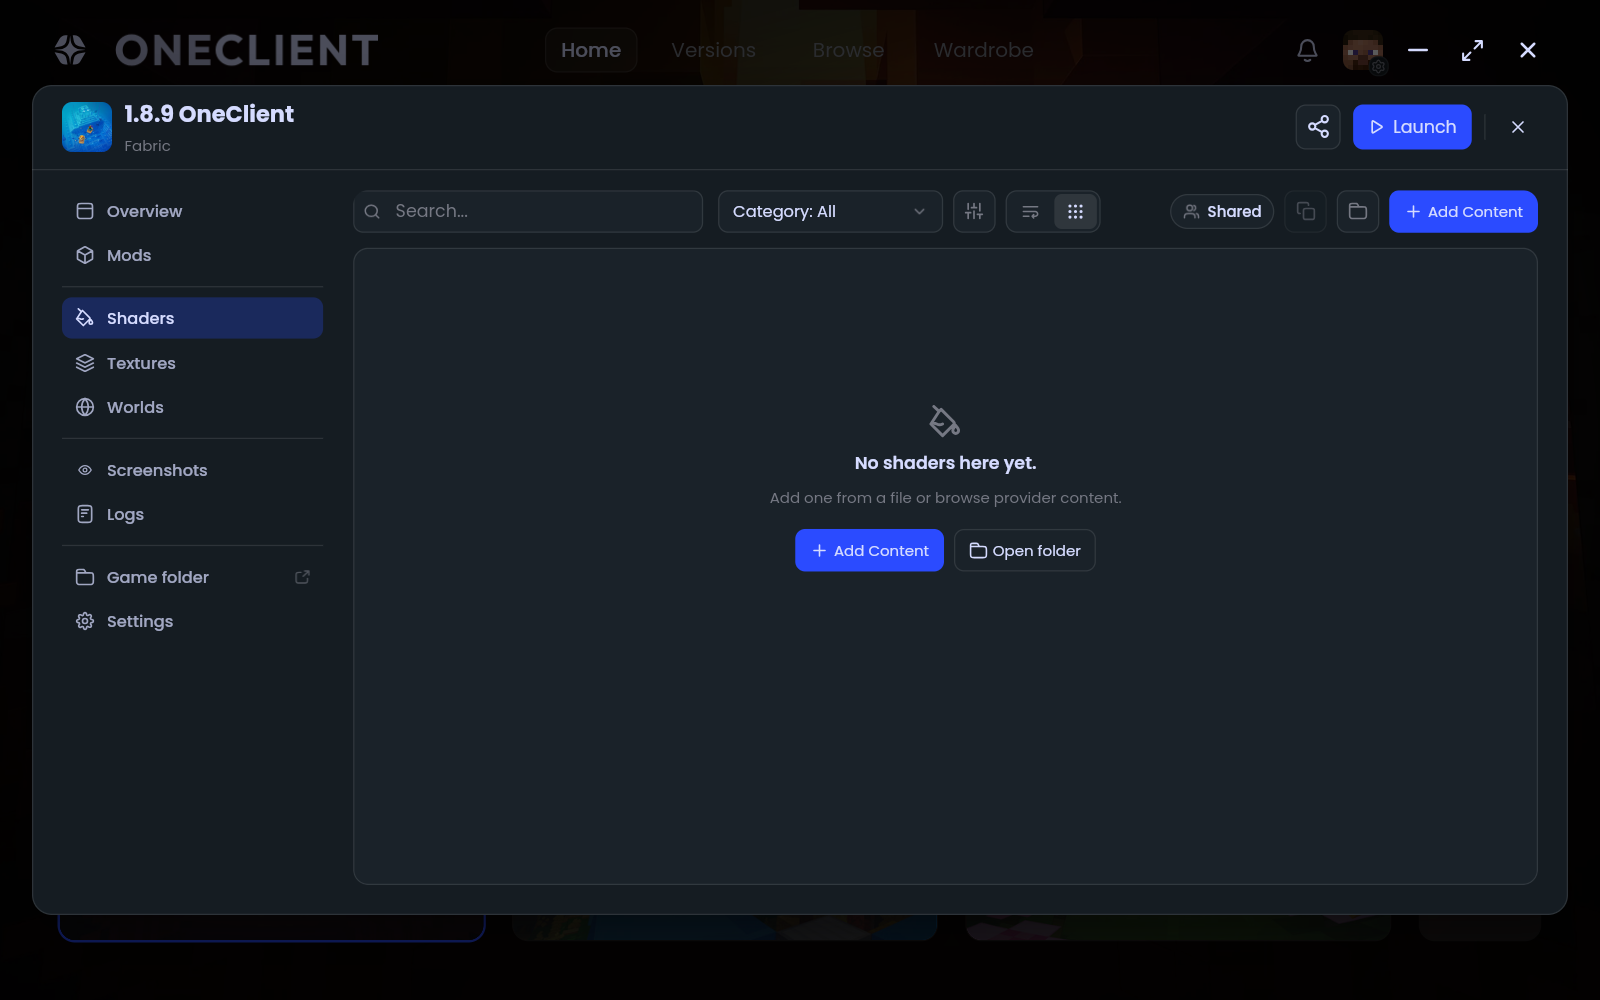 ONECLIENT
Home
Versions
Browse
Wardrobe
1.8.9 OneClient
Fabric
Launch
Overview
Mods
Shaders
Textures
Worlds
Screenshots
Logs
Game folder
Settings
Search...
Category: All
Shared
Add Content
No shaders here yet.
Add one from a file or browse provider content.
Add Content
Open folder